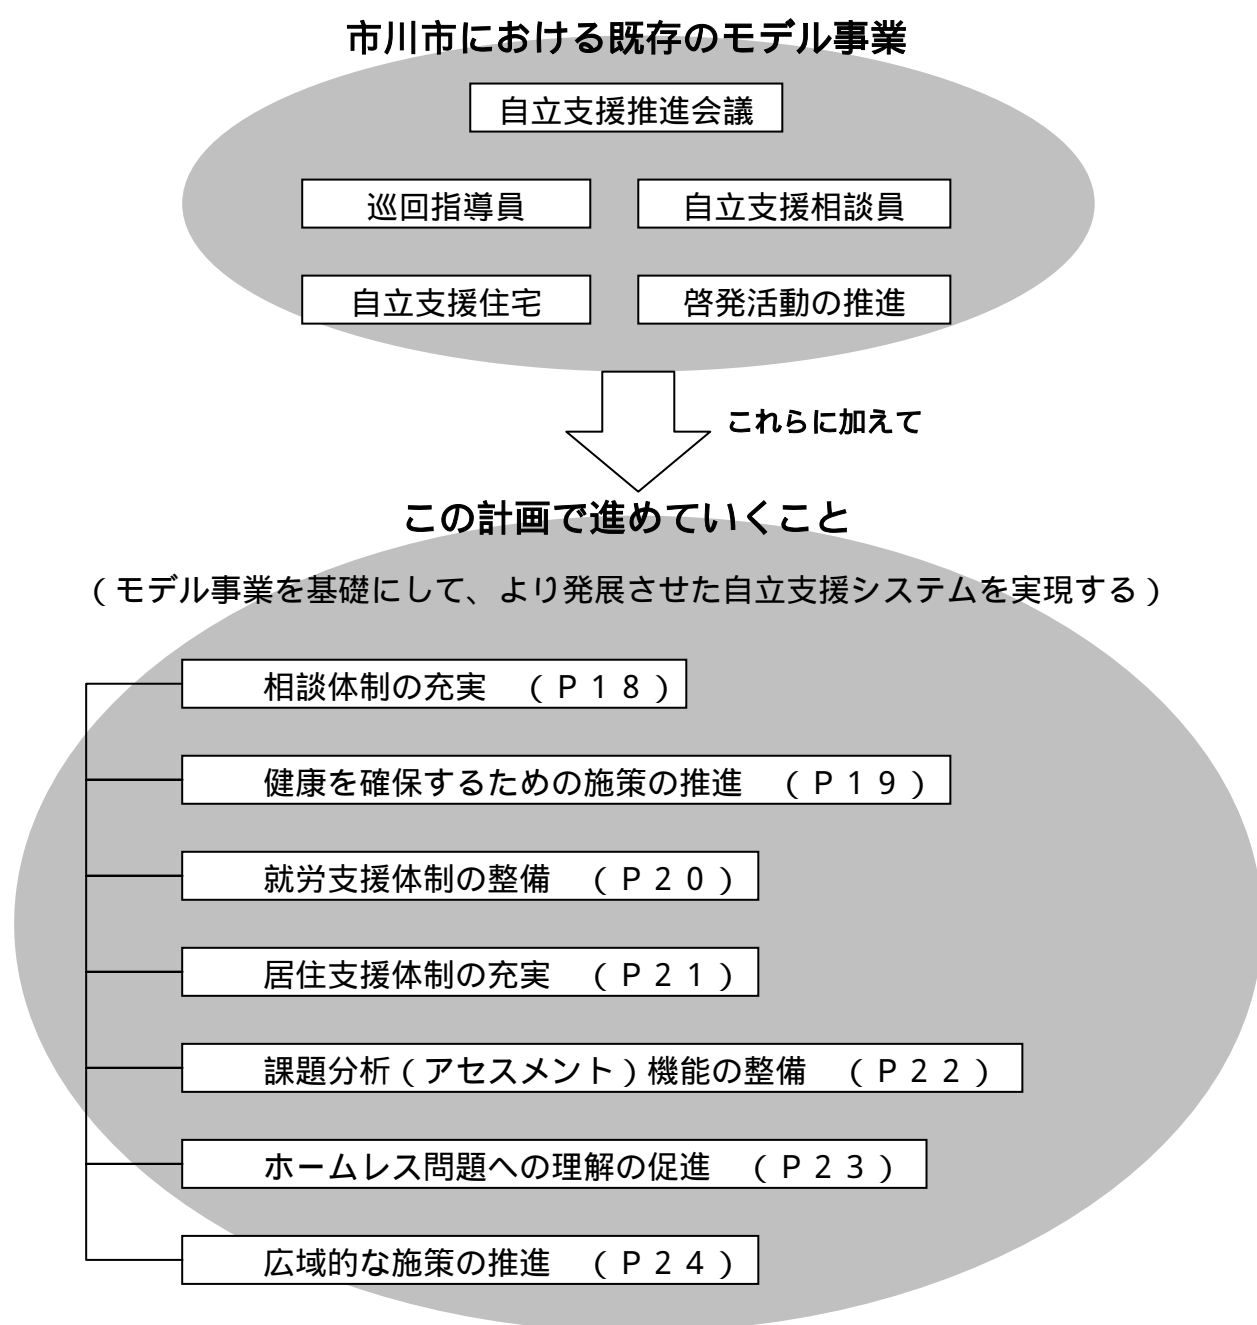 市川市における既存のモデル事業
自立支援推進会議
巡回指導員
自立支援相談員
自立支援住宅
啓発活動の推進
これらに加えて
この計画で進めていくこと
（モデル事業を基礎にして、より発展させた自立支援システムを実現する）
相談体制の充実　（Ｐ１８）
健康を確保するための施策の推進　（Ｐ１９）
就労支援体制の整備　（Ｐ２０）
居住支援体制の充実　（Ｐ２１）
課題分析（アセスメント）機能の整備　（Ｐ２２）
ホームレス問題への理解の促進　（Ｐ２３）
広域的な施策の推進　（Ｐ２４）